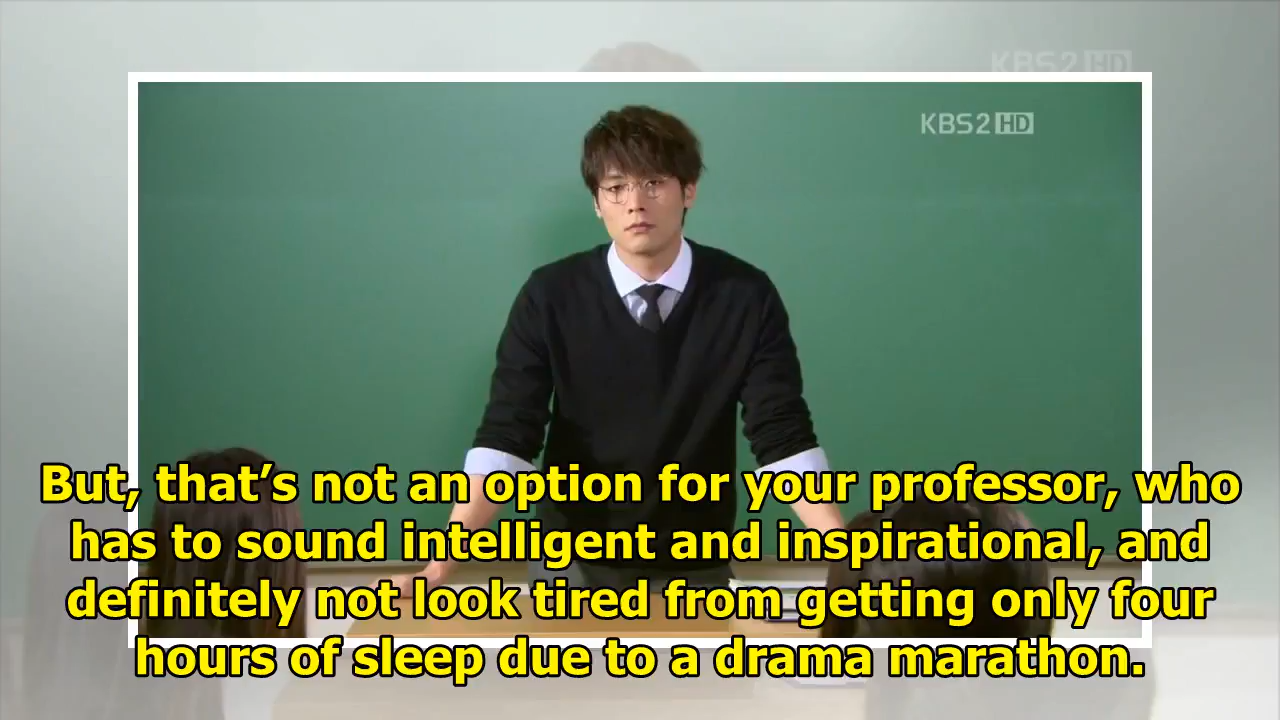 KBS2 HD
KBS2 HD
But, that’s not an option for your professor, who
has to sound intelligent and inspirational, and
definitely not look tired from getting only four
hours of sleep due to a drama marathon.